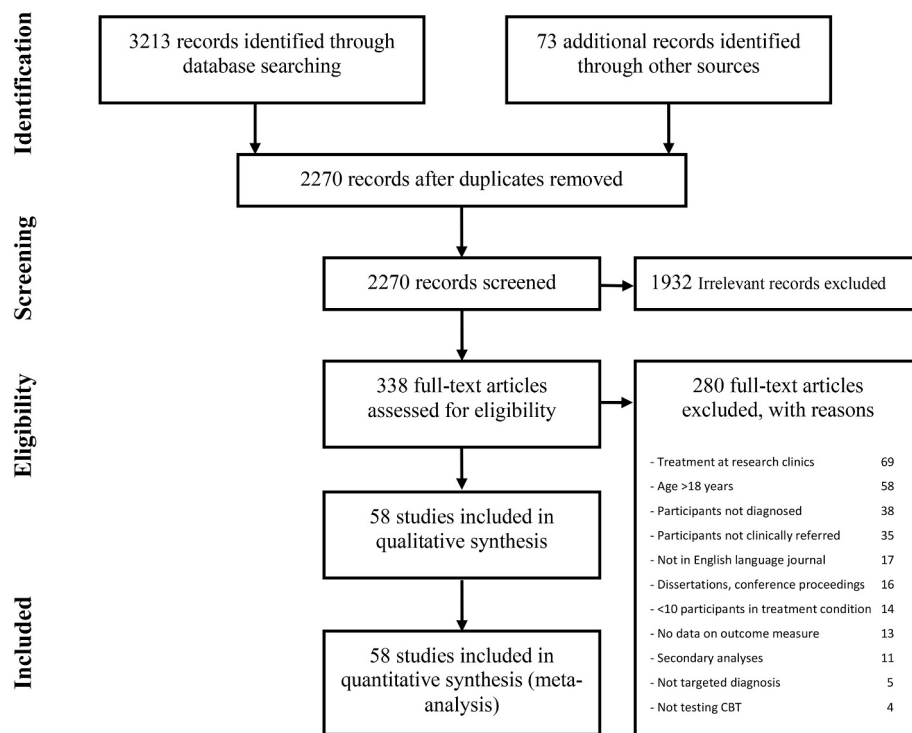 Identification
3213 records identified through
database searching
73 additional records identified
through other sources
2270 records after duplicates removed
Screening
2270 records screened
1932 Irrelevant records excluded
Eligibility
338 full-text articles
assessed for eligibility
280 full-text articles
excluded, with reasons
- Treatment at research clinics 69
- Age >18 years 58
- Participants not diagnosed 38
- Participants not clinically referred 35
- Not in English language journal 17
- Dissertations, conference proceedings 16
- <10 participants in treatment condition 14
- No data on outcome measure 13
- Secondary analyses 11
- Not targeted diagnosis 5
- Not testing CBT 4
58 studies included in
qualitative synthesis
Included
58 studies included in
quantitative synthesis (meta-
analysis)